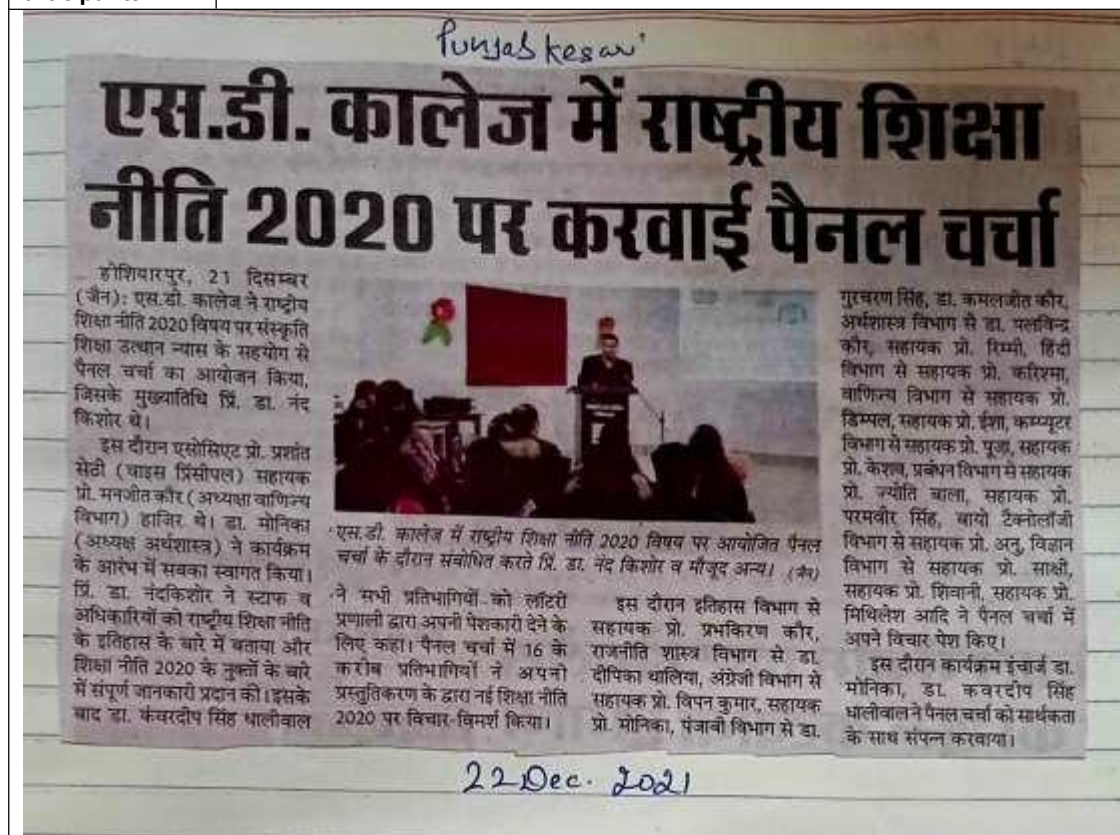 Punjab kesari
एस.डी. कालेज में राष्ट्रीय शिक्षा
नीति 2020 पर करवाई पैनल चर्चा
होशियारपुर, 21 दिसम्बर
(जैन): एस.डी. कालेज ने राष्ट्रीय
शिक्षा नीति 2020 विषय पर संस्कृति
शिक्षा उत्थान न्यास के सहयोग से
पैनल चर्चा का आयोजन किया,
जिसके मुख्यातिथि प्रिं. डा. नंद
किशोर थे।
इस दौरान एसोसिएट प्रो. प्रशांत
सेठी (वाइस प्रिंसीपल) सहायक
प्रो. मनजीत कौर (अध्यक्षा वाणिज्य
विभाग) हाजिर थे। डा. मोनिका
(अध्यक्ष अर्थशास्त्र) ने कार्यक्रम
के आरंभ में सबका स्वागत किया।
प्रिं. डा. नंदकिशोर ने स्टाफ व
अधिकारियों को राष्ट्रीय शिक्षा नीति
के इतिहास के बारे में बताया और
शिक्षा नीति 2020 के नुक्तों के बारे
में संपूर्ण जानकारी प्रदान की। इसके
बाद डा. कंवरदीप सिंह धालीवाल
एस.डी. कालेज में राष्ट्रीय शिक्षा नीति 2020 विषय पर आयोजित पैनल
चर्चा के दौरान संबोधित करते प्रिं. डा. नंद किशोर व मौजूद अन्य। (जैन)
ने सभी प्रतिभागियों को लॉटरी
प्रणाली द्वारा अपनी पेशकारी देने के
लिए कहा। पैनल चर्चा में 16 के
करीब प्रतिभागियों ने अपनी
प्रस्तुतिकरण के द्वारा नई शिक्षा नीति
2020 पर विचार-विमर्श किया।
इस दौरान इतिहास विभाग से
सहायक प्रो. प्रभकिरण कौर,
राजनीति शास्त्र विभाग से डा.
दीपिका थालिया, अंग्रेजी विभाग से
सहायक प्रो. विपन कुमार, सहायक
प्रो. मोनिका, पंजाबी विभाग से डा.
गुरचरण सिंह, डा. कमलजीत कौर,
अर्थशास्त्र विभाग से डा. पलविन्द्र
कौर, सहायक प्रो. रिम्मी, हिंदी
विभाग से सहायक प्रो. करिश्मा,
वाणिज्य विभाग से सहायक प्रो.
डिम्पल, सहायक प्रो. ईशा, कम्प्यूटर
विभाग से सहायक प्रो. पूजा, सहायक
प्रो. केशव, प्रबंधन विभाग से सहायक
प्रो. ज्योति बाला, सहायक प्रो.
परमवीर सिंह, बायो टैक्नोलॉजी
विभाग से सहायक प्रो. अनु, विज्ञान
विभाग से सहायक प्रो. साक्षी,
सहायक प्रो. शिवानी, सहायक प्रो.
मिथिलेश आदि ने पैनल चर्चा में
अपने विचार पेश किए।
इस दौरान कार्यक्रम इंचार्ज डा.
मोनिका, डा. कवरदीप सिंह
धालीवाल ने पैनल चर्चा को सार्थकता
के साथ संपन्न करवाया।
22 Dec. 2021